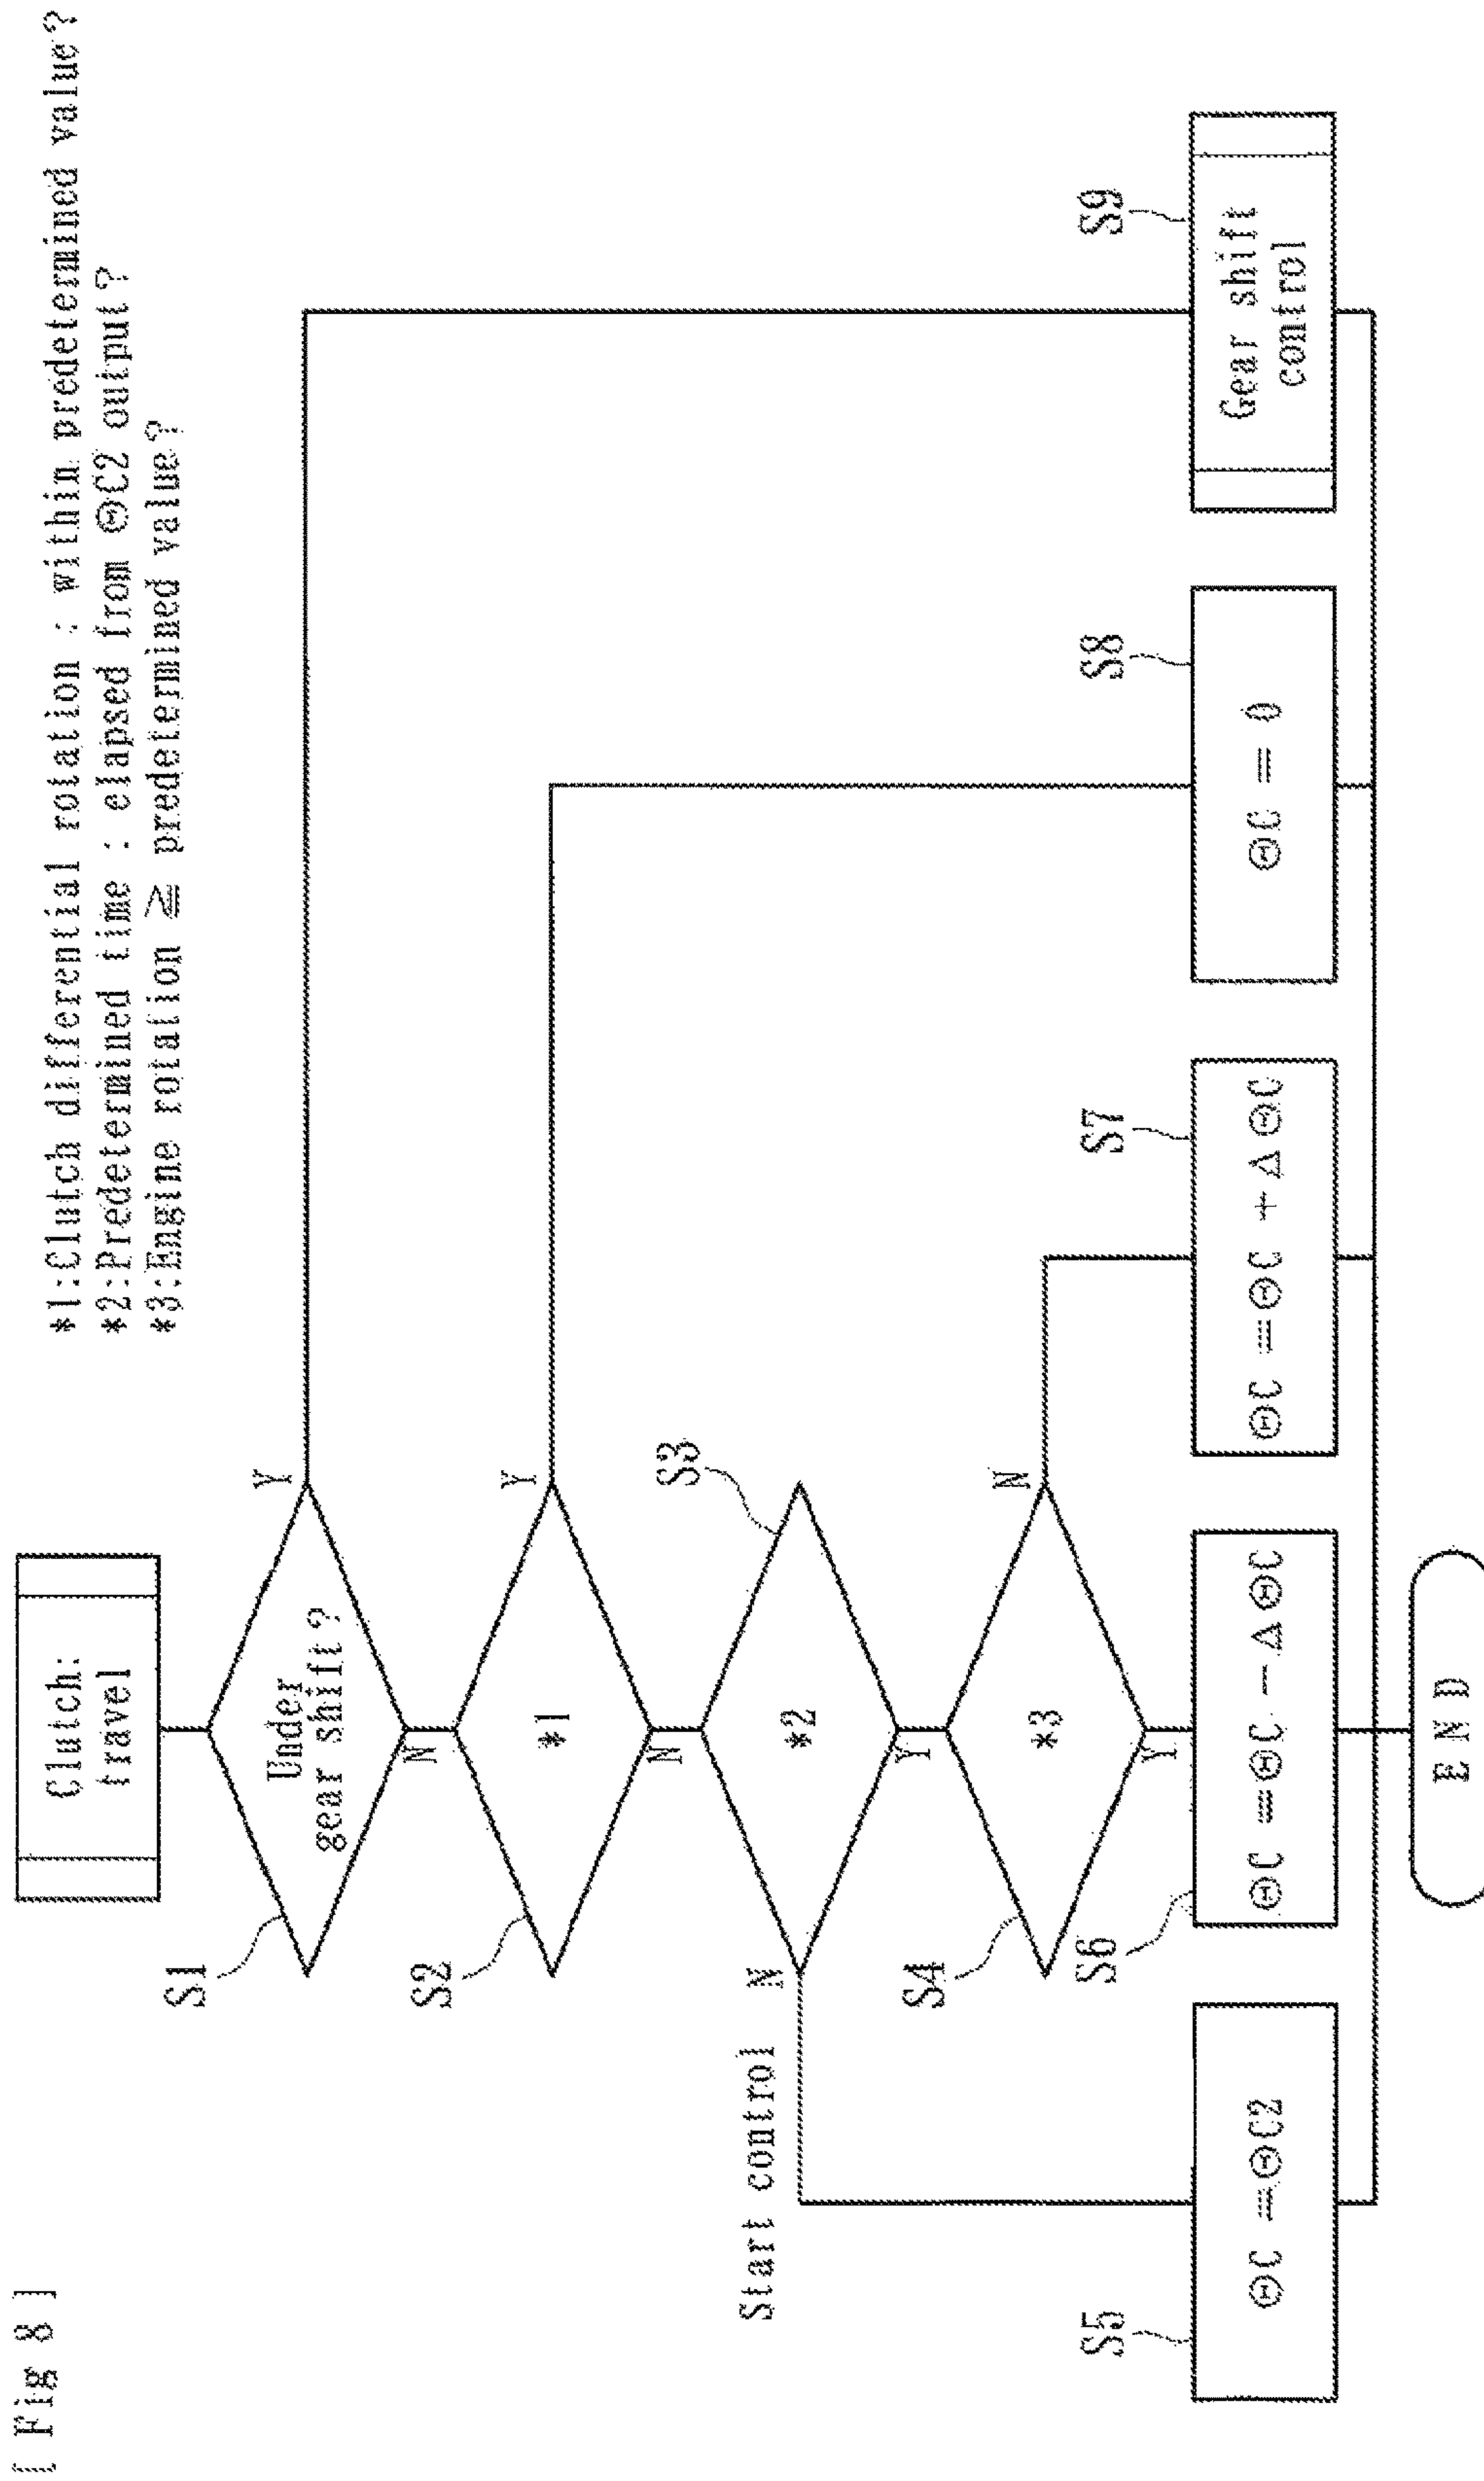 [ Fig 8 ]
*1:Clutch differential rotation : within predetermined value?
*2:Predetermined time : elapsed from ΘC2 output?
*3:Engine rotation ≧ predetermined value?
Clutch:
travel
S1
Under
gear shift?
Y
N
S2
*1
Y
N
S3
*2
Start control
N
Y
S4
*3
N
Y
S5
ΘC =ΘC2
S6
ΘC =ΘC -ΔΘC
S7
ΘC =ΘC +ΔΘC
S8
ΘC = 0
S9
Gear shift
control
END